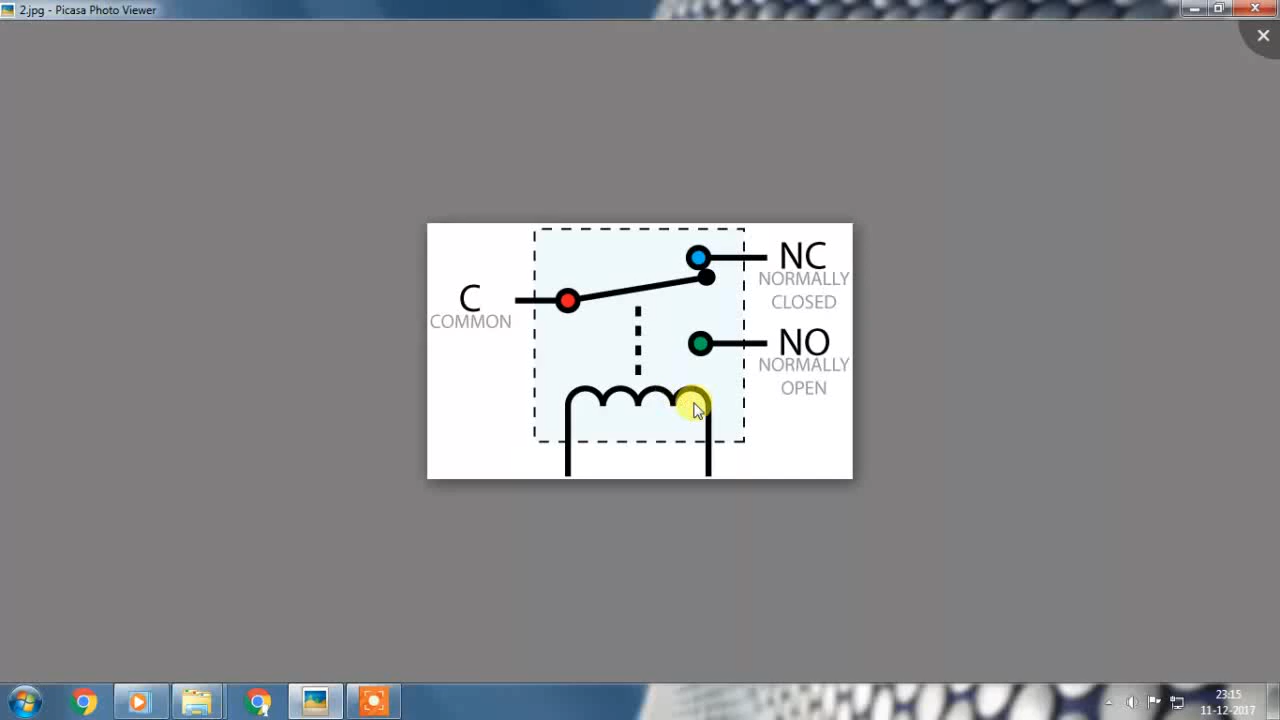 2.jpg - Picasa Photo Viewer
NC
NORMALLY
CLOSED
C
COMMON
NO
NORMALLY
OPEN
23:15
11-12-2017